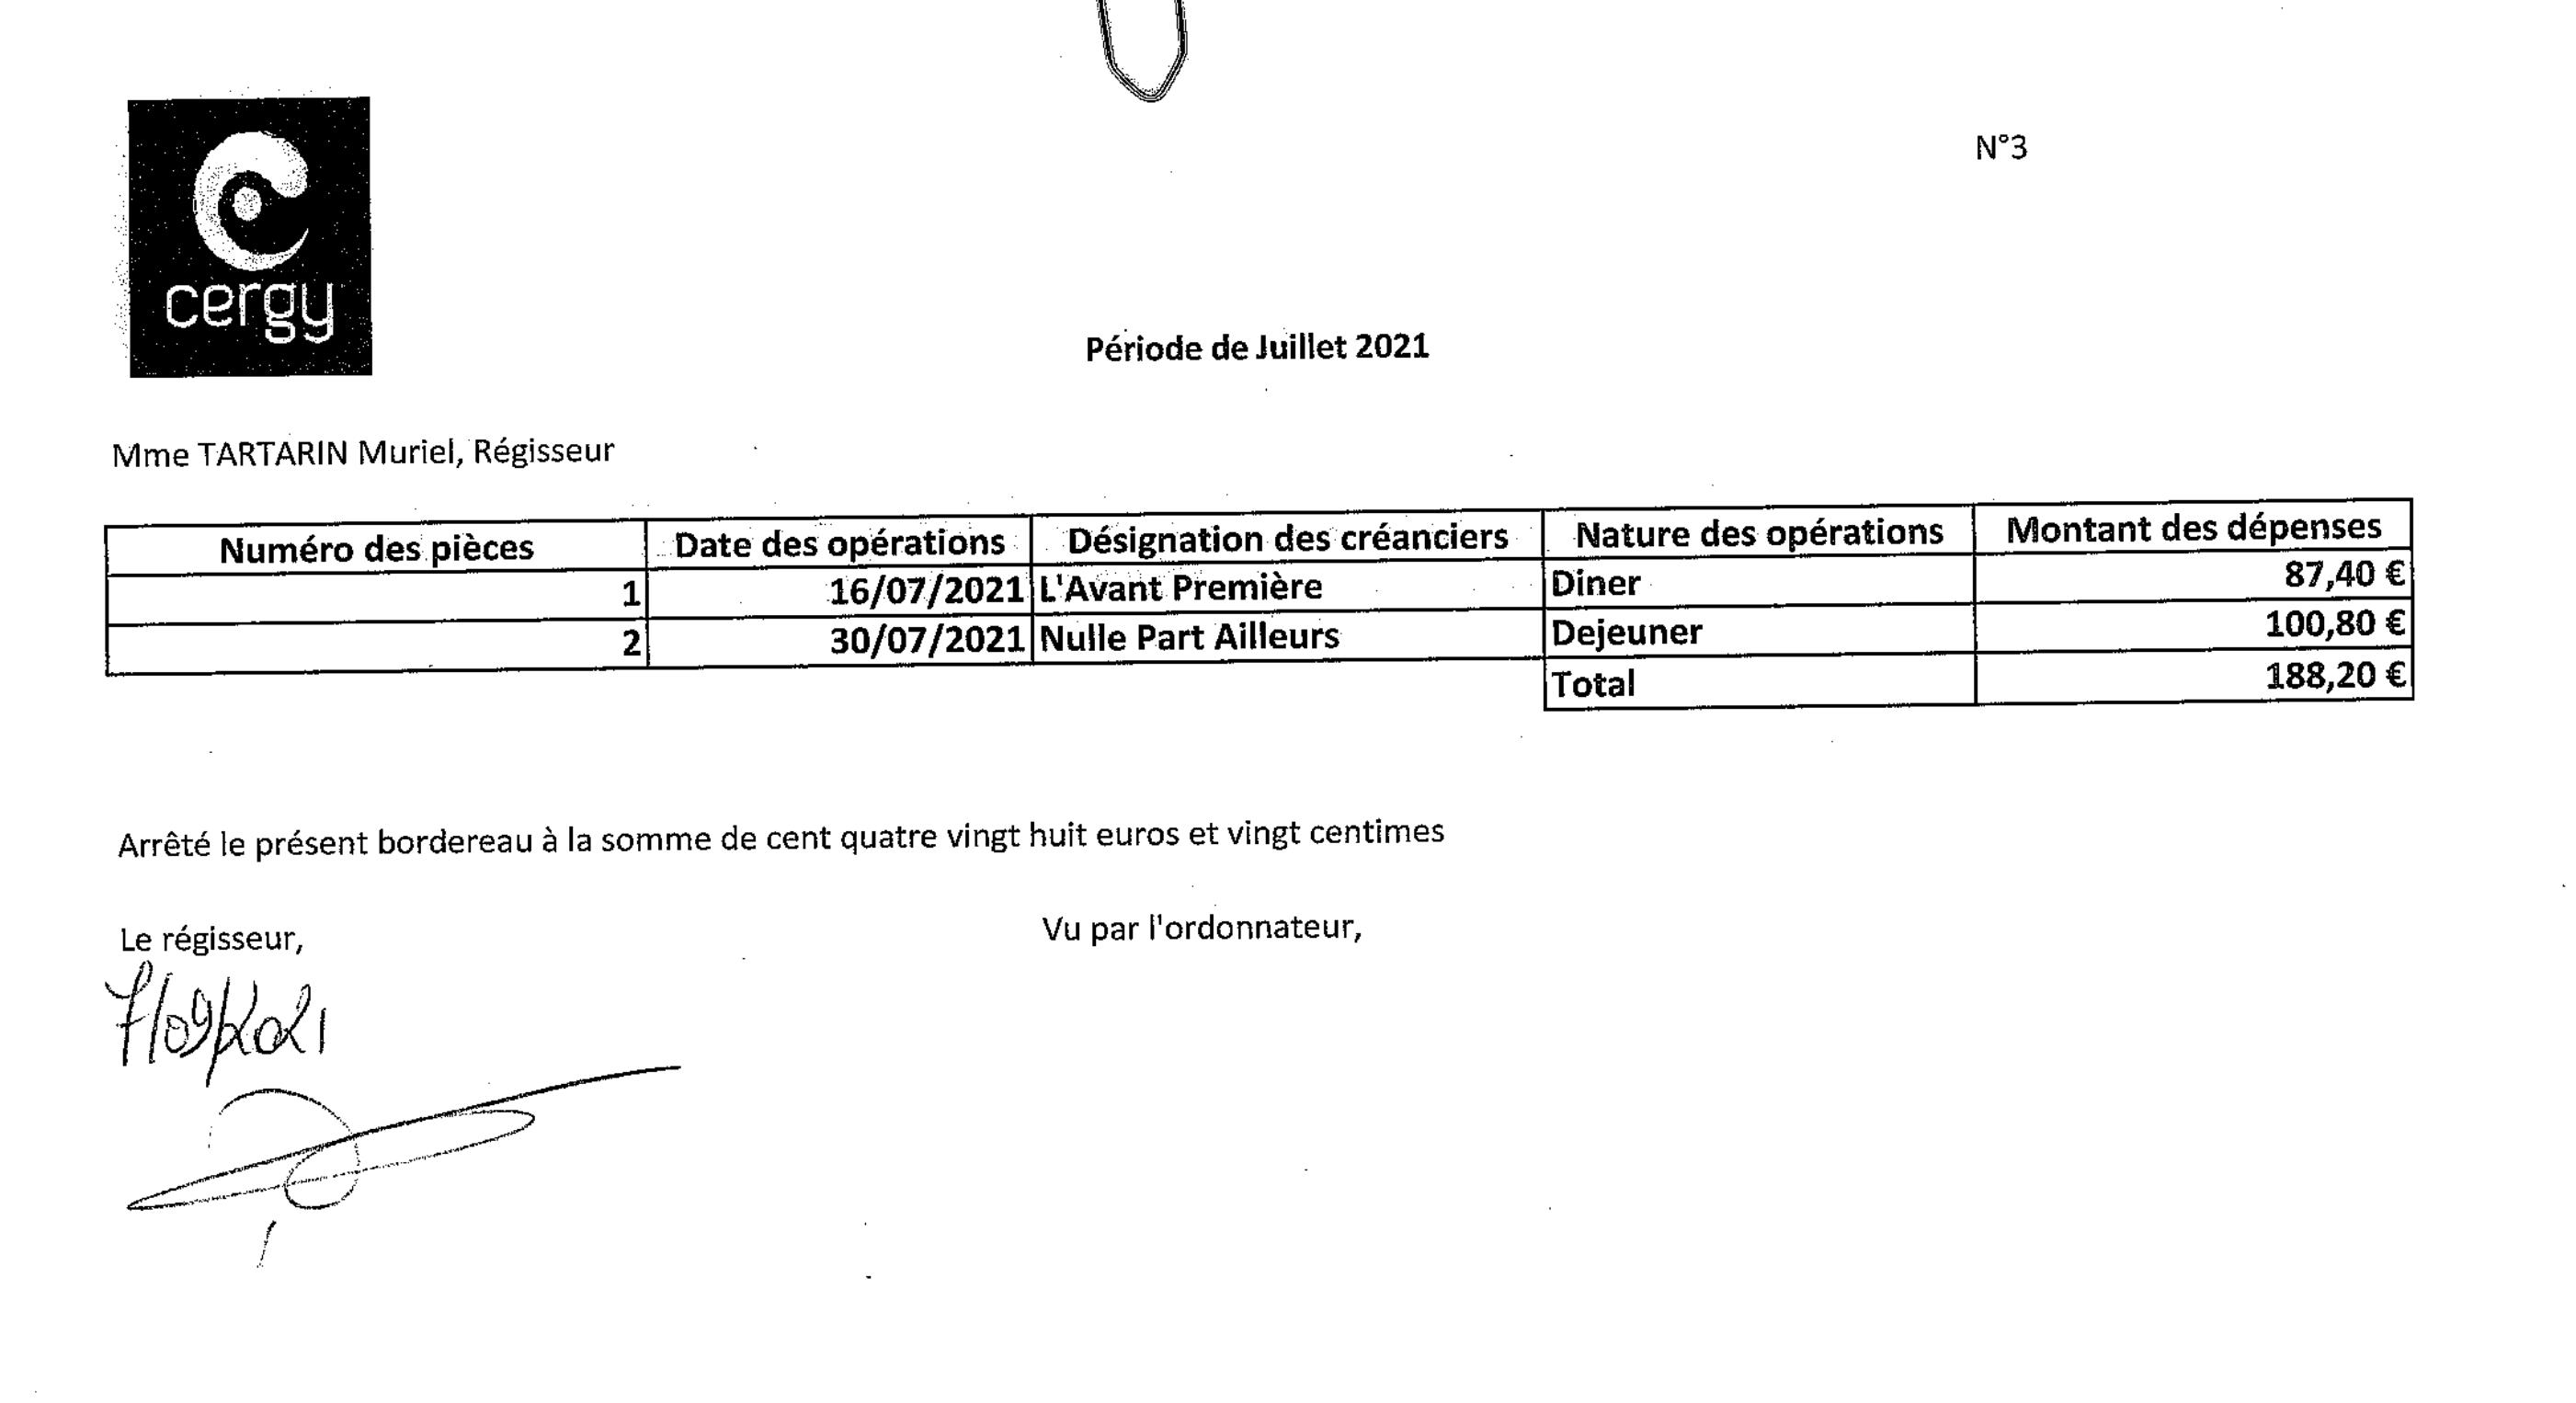 N°3
cergy
Période de Juillet 2021
Mme TARTARIN Muriel, Régisseur
Numéro des pièces Date des opérations Désignation des créanciers Nature des opérations Montant des dépenses
1 16/07/2021 L'Avant Première Diner 87,40 €
2 30/07/2021 Nulle Part Ailleurs Dejeuner 100,80 €
Total 188,20 €
Arrêté le présent bordereau à la somme de cent quatre vingt huit euros et vingt centimes
Le régisseur, Vu par l'ordonnateur,
7/09/2021